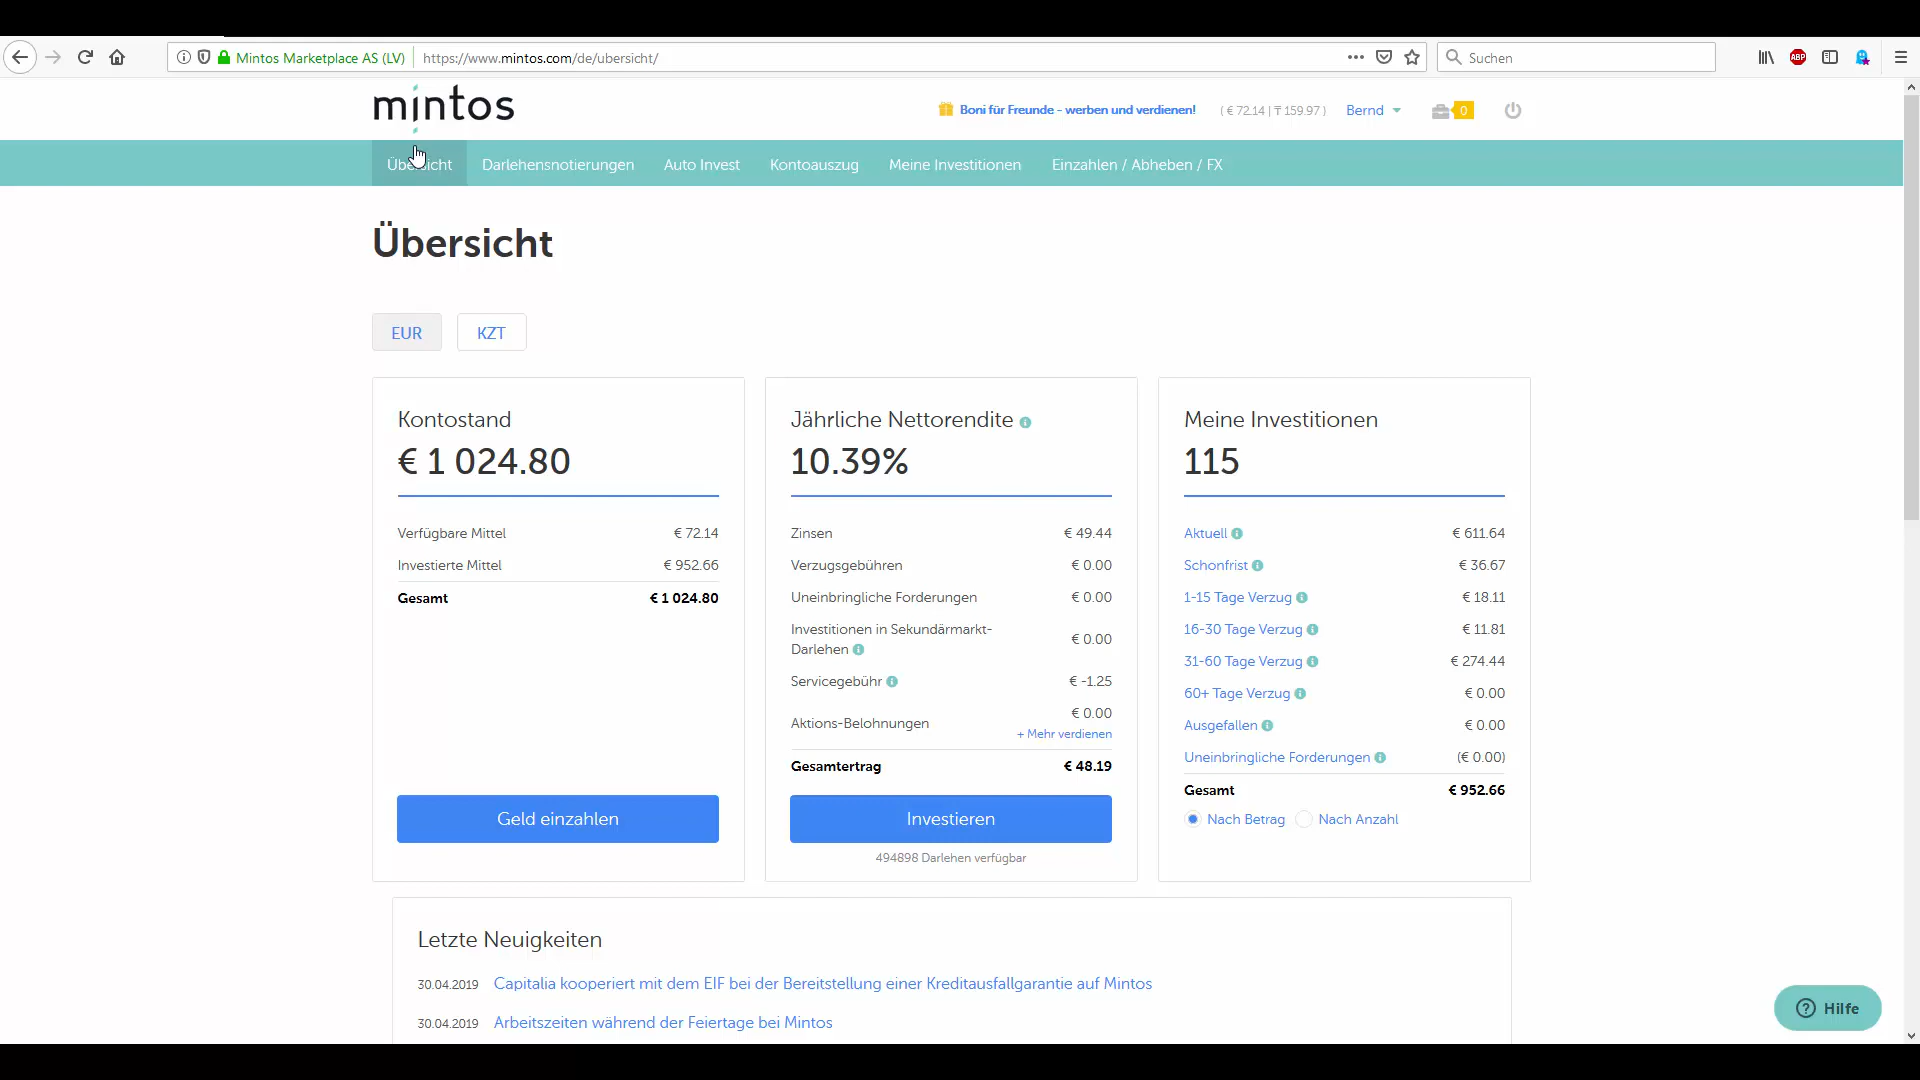 Mintos Marketplace AS (LV)
https://www.mintos.com/de/ubersicht/
Suchen
ABP
mintos
Boni für Freunde - werben und verdienen!
( € 72.14 | ₸ 159.97 )
Bernd
0
Übersicht
Darlehensnotierungen
Auto Invest
Kontoauszug
Meine Investitionen
Einzahlen / Abheben / FX
Übersicht
EUR
KZT
Kontostand
€ 1 024.80
Verfügbare Mittel € 72.14
Investierte Mittel € 952.66
Gesamt € 1 024.80
Geld einzahlen
Jährliche Nettorendite
10.39%
Zinsen € 49.44
Verzugsgebühren € 0.00
Uneinbringliche Forderungen € 0.00
Investitionen in Sekundärmarkt-
Darlehen € 0.00
Servicegebühr € -1.25
Aktions-Belohnungen € 0.00
+ Mehr verdienen
Gesamtertrag € 48.19
Investieren
494898 Darlehen verfügbar
Meine Investitionen
115
Aktuell € 611.64
Schonfrist € 36.67
1-15 Tage Verzug € 18.11
16-30 Tage Verzug € 11.81
31-60 Tage Verzug € 274.44
60+ Tage Verzug € 0.00
Ausgefallen € 0.00
Uneinbringliche Forderungen (€ 0.00)
Gesamt € 952.66
Nach Betrag Nach Anzahl
Letzte Neuigkeiten
30.04.2019 Capitalia kooperiert mit dem EIF bei der Bereitstellung einer Kreditausfallgarantie auf Mintos
30.04.2019 Arbeitszeiten während der Feiertage bei Mintos
Hilfe